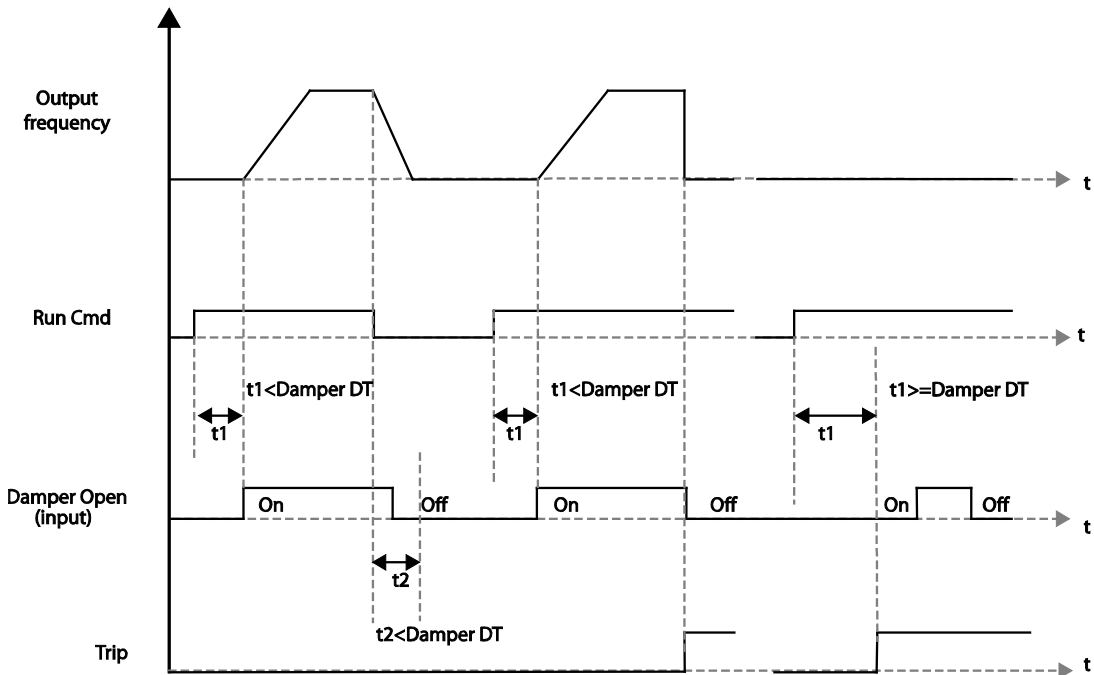 Output
frequency
t
Run Cmd
t
t1<Damper DT
t1<Damper DT
t1>=Damper DT
t1
t1
t1
Damper Open
(input)
On
Off
On
Off
On
Off
t
t2
t2<Damper DT
Trip
t